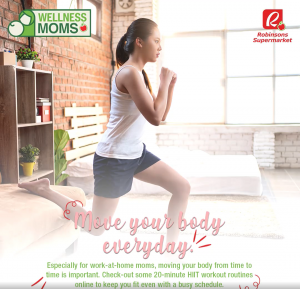 WELLNESS
MOMS
Robinsons
Supermarket
Move your body
everyday!
Especially for work-at-home moms, moving your body from time to
time is important. Check-out some 20-minute HIIT workout routines
online to keep you fit even with a busy schedule.